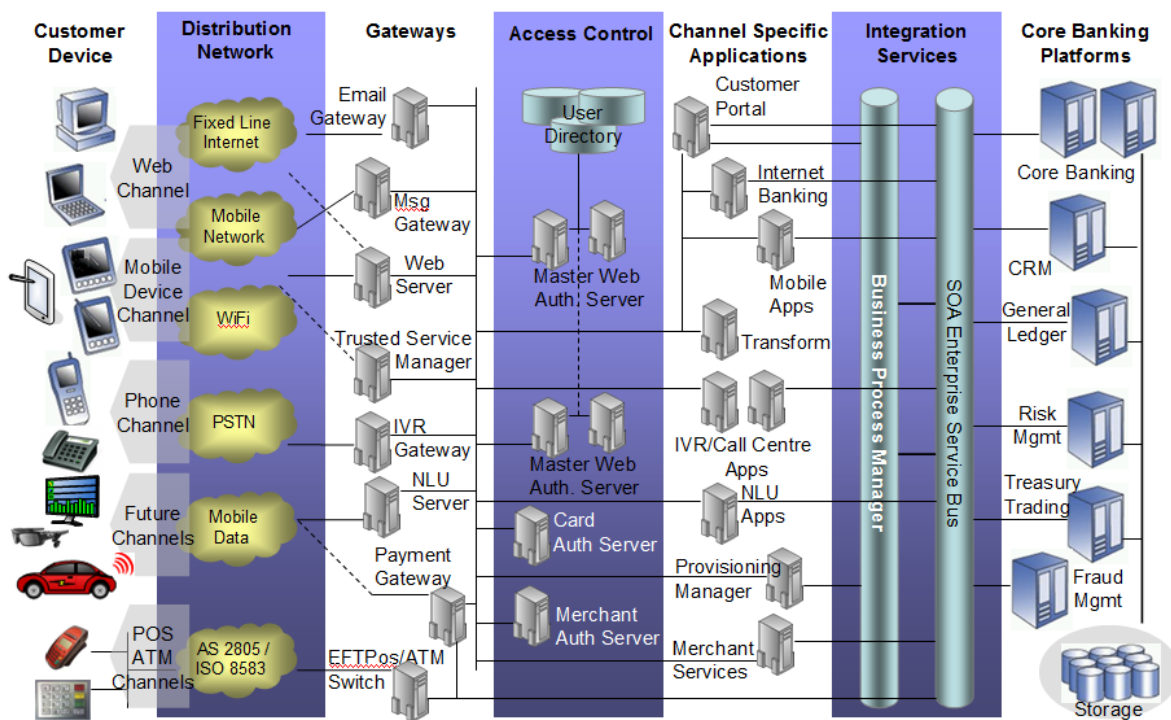 Customer
Device
Distribution
Network
Gateways
Access Control
Channel Specific
Applications
Integration
Services
Core Banking
Platforms
Web
Channel
Mobile
Device
Channel
Phone
Channel
Future
Channels
POS
ATM
Channels
Fixed Line
Internet
Mobile
Network
WiFi
PSTN
Mobile
Data
AS 2805 /
ISO 8583
Email
Gateway
Msg
Gateway
Web
Server
Trusted Service
Manager
IVR
Gateway
NLU
Server
Payment
Gateway
EFTPos/ATM
Switch
User
Directory
Master Web
Auth. Server
Master Web
Auth. Server
Card
Auth Server
Merchant
Auth Server
Customer
Portal
Internet
Banking
Mobile
Apps
Transform
IVR/Call Centre
Apps
NLU
Apps
Provisioning
Manager
Merchant
Services
Business Process Manager
SOA Enterprise Service Bus
Core Banking
CRM
General
Ledger
Risk
Mgmt
Treasury
Trading
Fraud
Mgmt
Storage